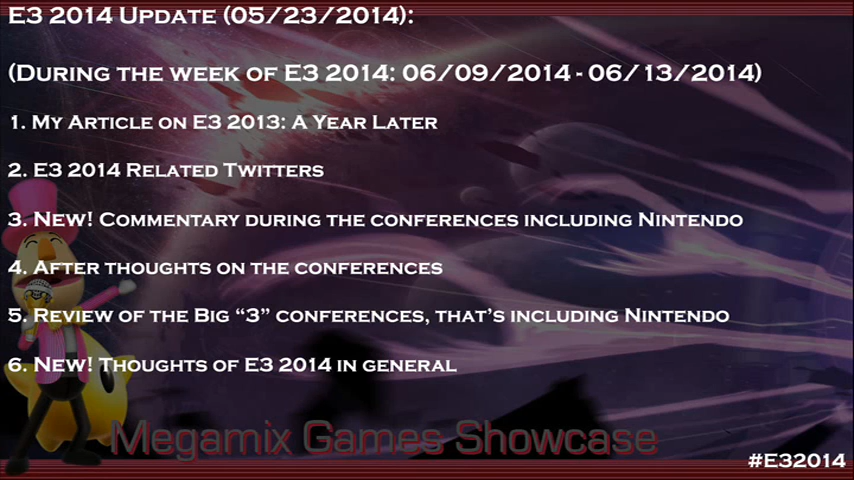 E3 2014 Update (05/23/2014):
(During the week of E3 2014: 06/09/2014 - 06/13/2014)
1. My Article on E3 2013: A Year Later
2. E3 2014 Related Twitters
3. New! Commentary during the conferences including Nintendo
4. After thoughts on the conferences
5. Review of the Big “3” conferences, that’s including Nintendo
6. New! Thoughts of E3 2014 in general
Megamix Games Showcase
#E32014